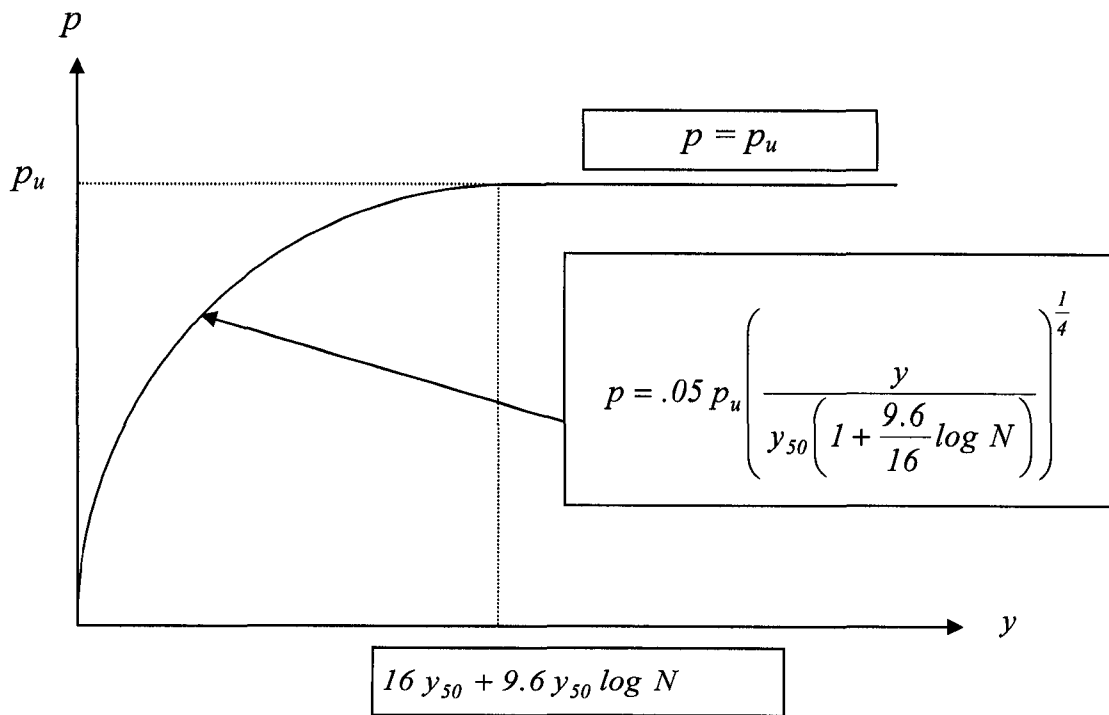 p
p = p_u
p_u
p = .05 p_u ( y / ( y_50 ( 1 + 9.6/16 log N ) ) )^(1/4)
y
16 y_50 + 9.6 y_50 log N